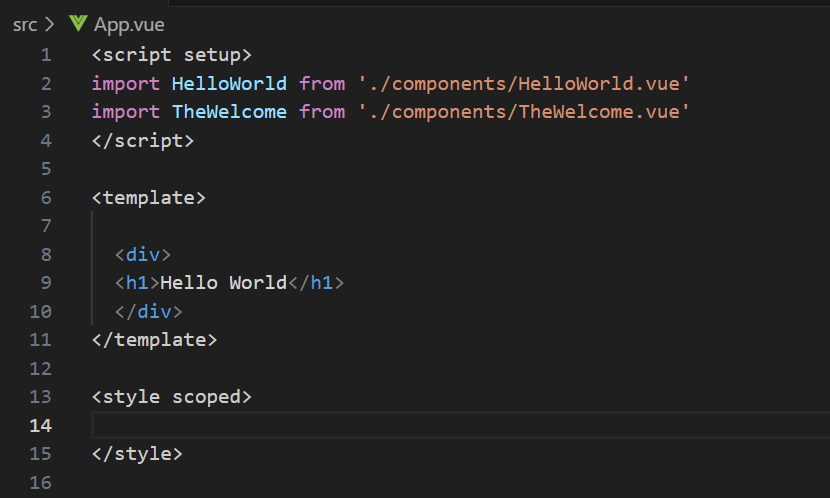 src > App.vue
1 <script setup>
2 import HelloWorld from './components/HelloWorld.vue'
3 import TheWelcome from './components/TheWelcome.vue'
4 </script>
5
6 <template>
7
8   <div>
9   <h1>Hello World</h1>
10   </div>
11 </template>
12
13 <style scoped>
14
15 </style>
16